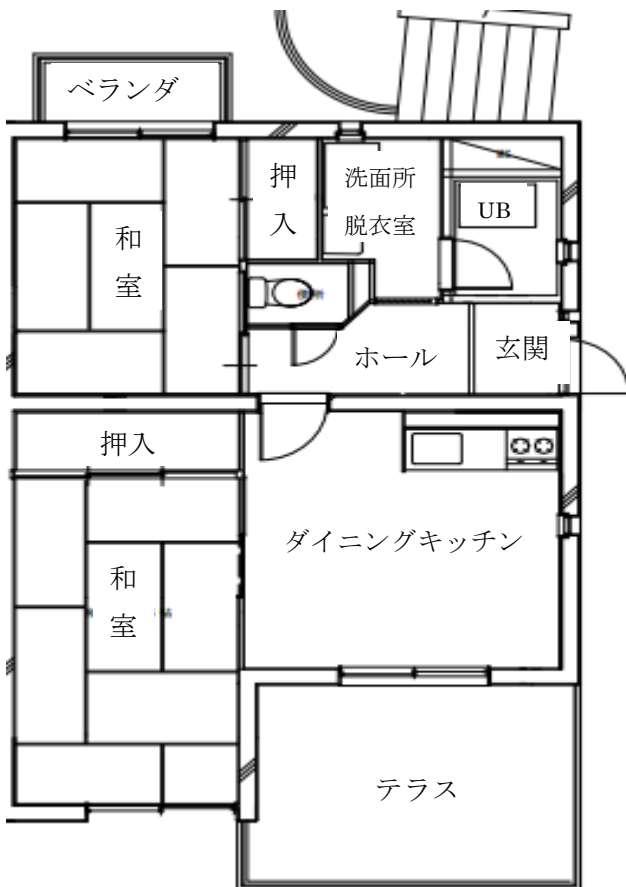 ベランダ
押
入
洗面所
脱衣室
UB
和
室
ホール
玄関
押入
ダイニングキッチン
和
室
テラス